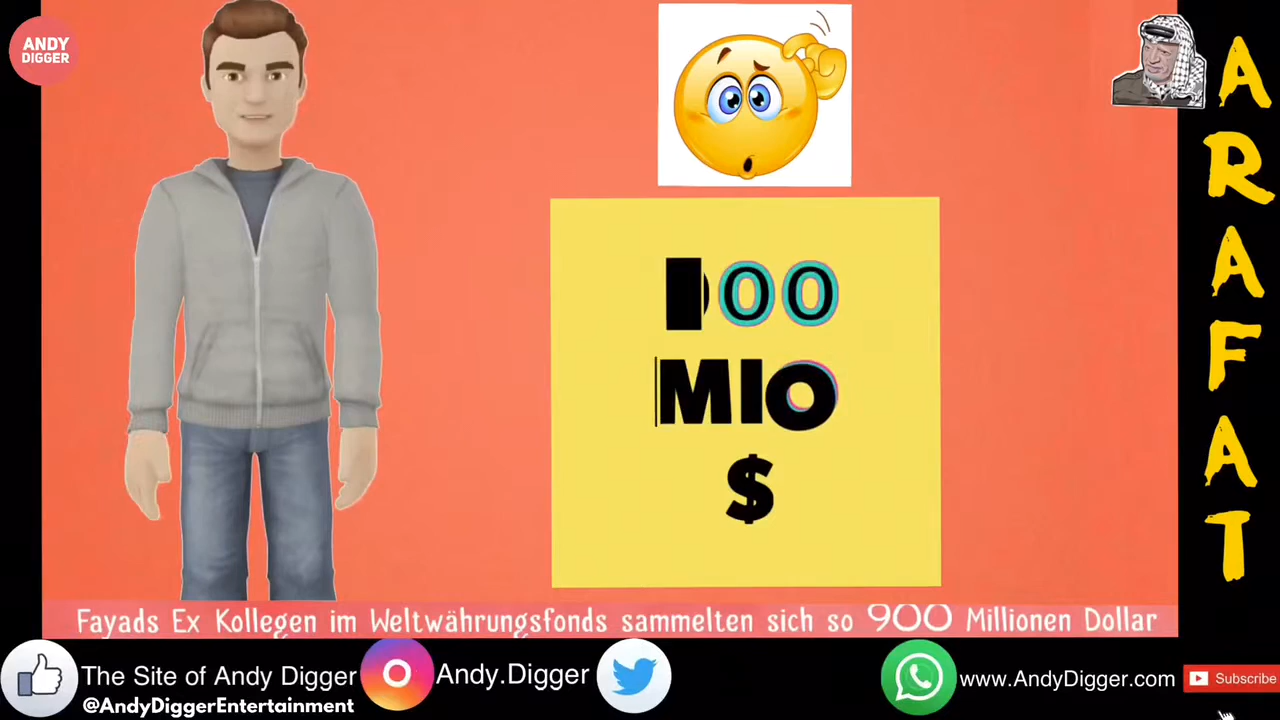 ANDY
DIGGER
00
MIO
$
ARAFAT
Fayads Ex Kollegen im Weltwährungsfonds sammelten sich so 900 Millionen Dollar
The Site of Andy Digger
@AndyDiggerEntertainment
Andy.Digger
www.AndyDigger.com
Subscribe